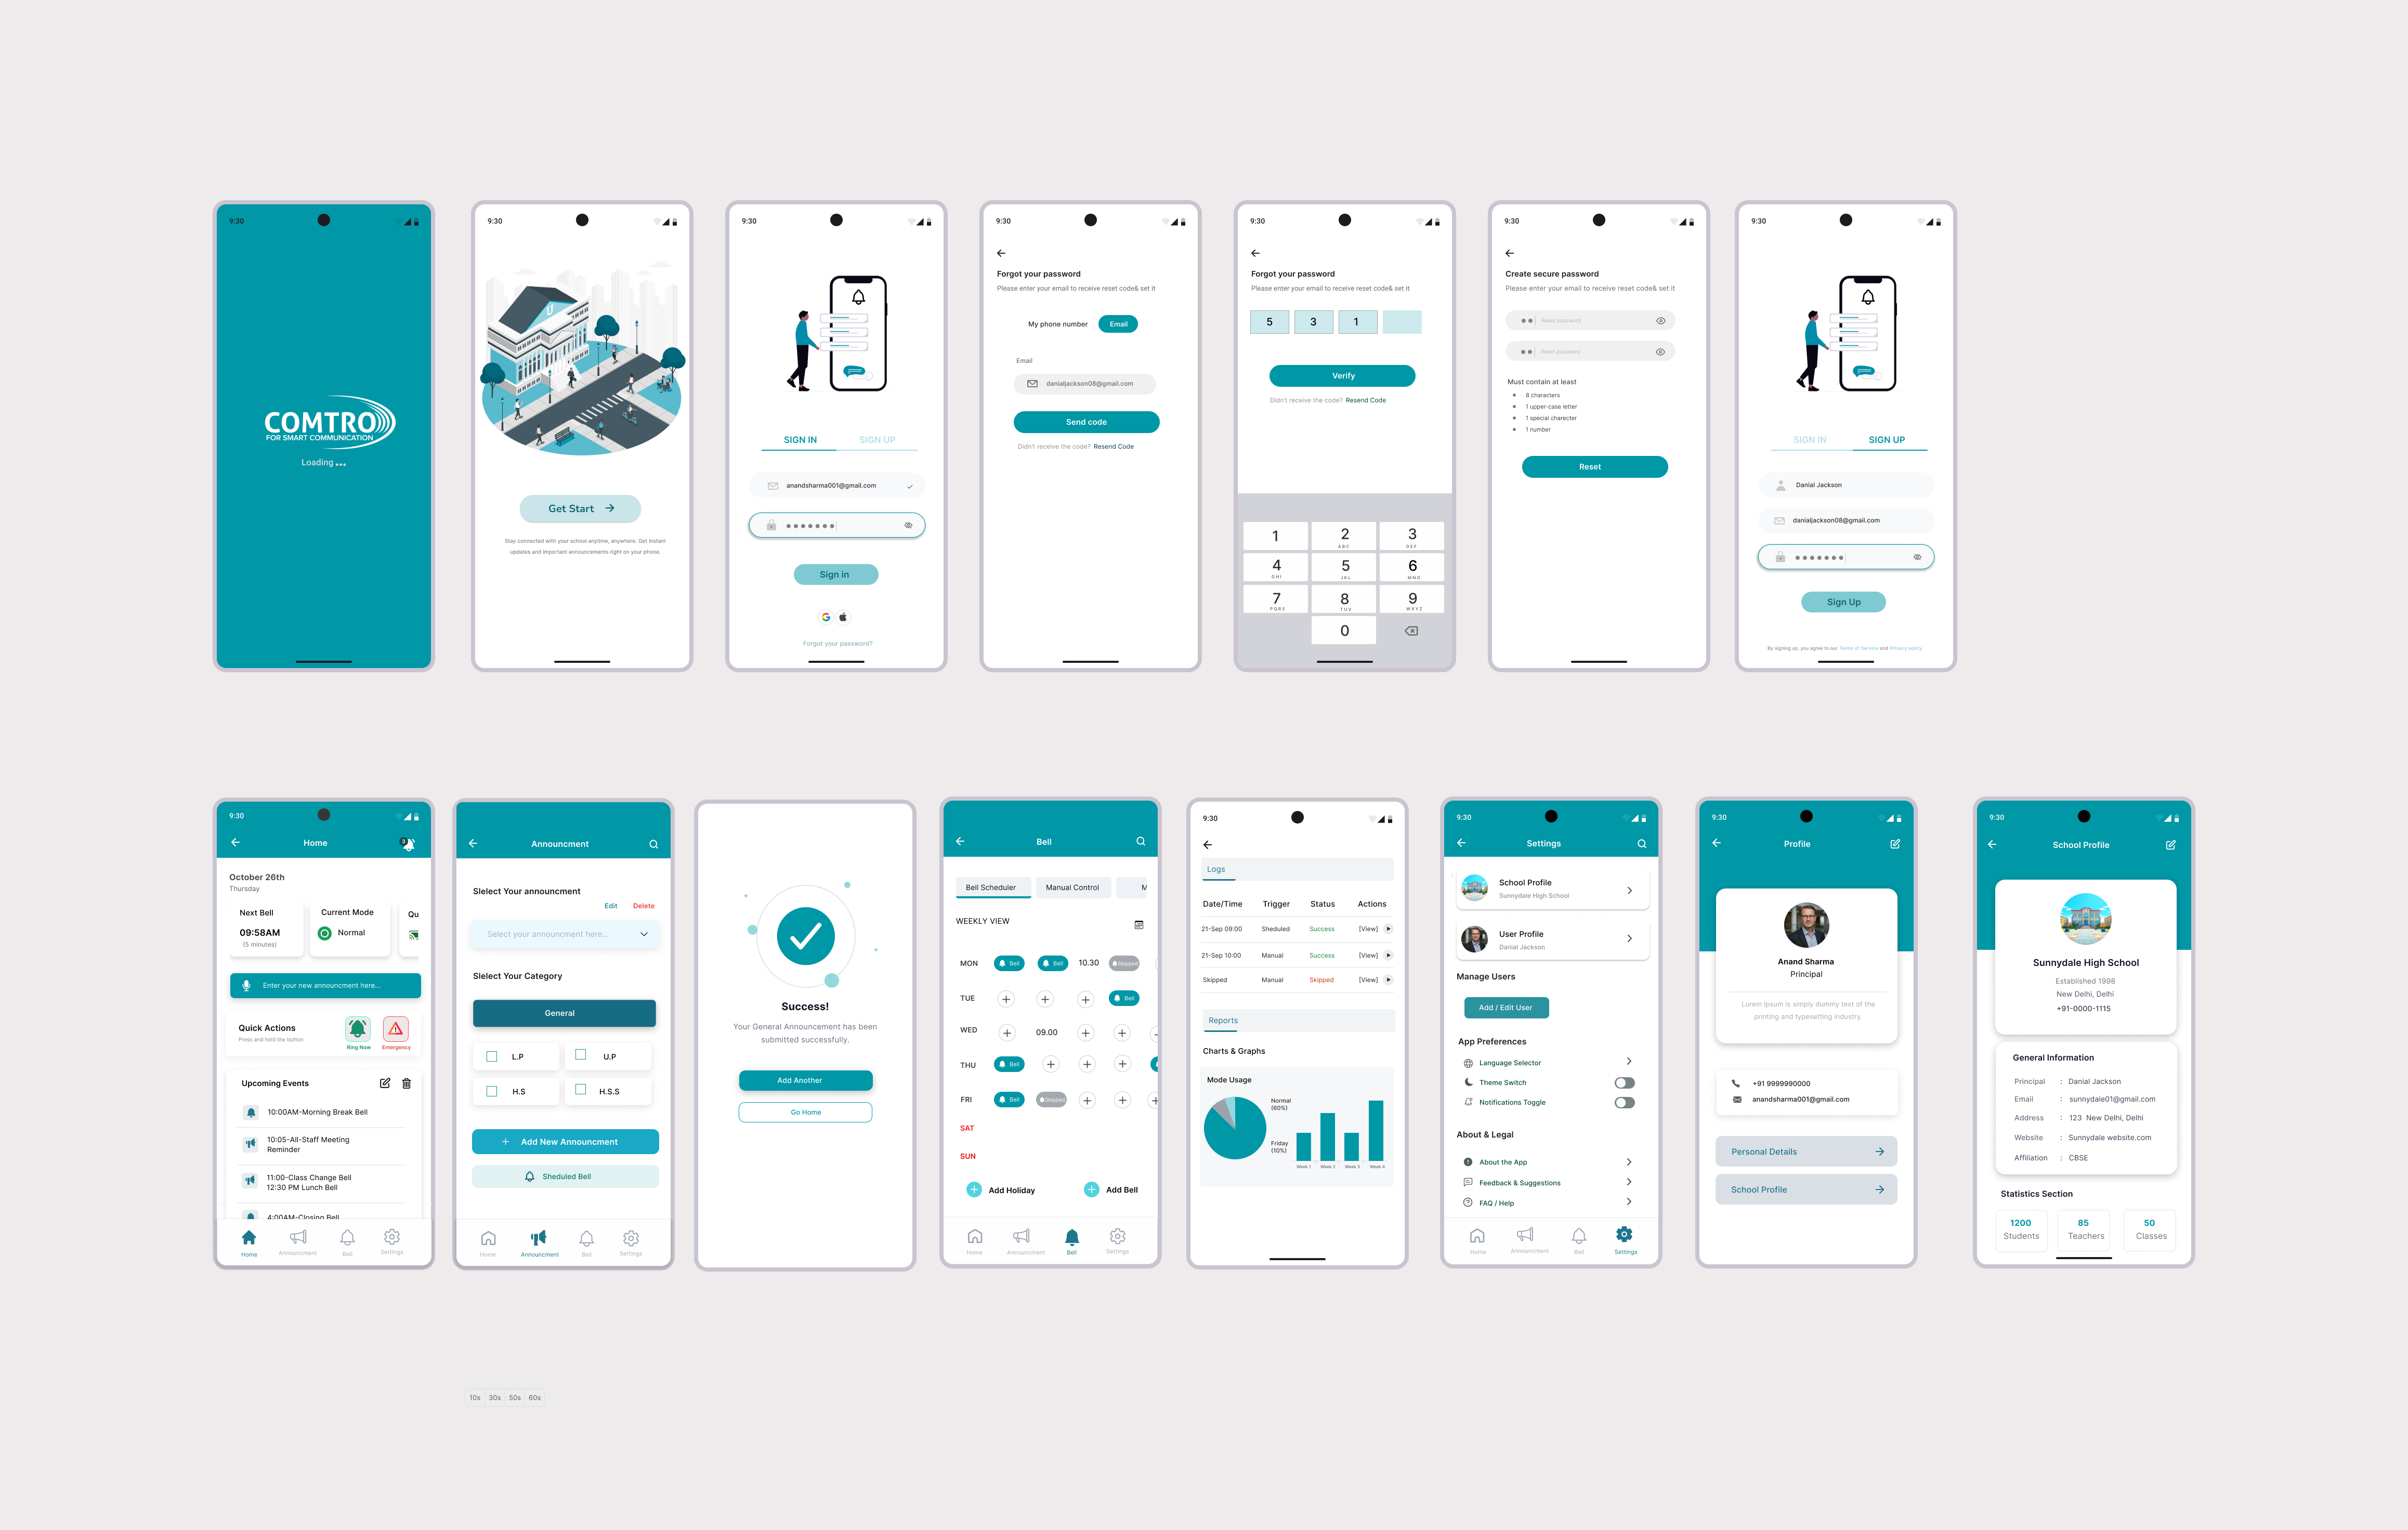 9:30
COMTRO
FOR SMART COMMUNICATION
Loading ...
9:30
Get Start
Stay connected with your school anytime, anywhere. Get instant
updates and important announcements right on your phone.
9:30
SIGN IN SIGN UP
anandsharma001@gmail.com
Sign in
Forgot your password?
9:30
Forgot your password
Please enter your email to receive reset code& set it
My phone number Email
Email
danialjackson08@gmail.com
Send code
Didn't receive the code? Resend Code
9:30
Forgot your password
Please enter your email to receive reset code& set it
5 3 1
Verify
Didn't receive the code? Resend Code
1 2 3
ABC DEF
4 5 6
GHI JKL MNO
7 8 9
PQRS TUV WXYZ
0
9:30
Create secure password
Please enter your email to receive reset code& set it
Reset password
Reset password
Must contain at least
8 characters
1 upper-case letter
1 special charecter
1 number
Reset
9:30
SIGN IN SIGN UP
Danial Jackson
danialjackson08@gmail.com
Sign Up
By signing up, you agree to our Terms of Service and Privacy policy.
9:30
Home
3
October 26th
Thursday
Next Bell
09:58AM
(5 minutes)
Current Mode
Normal
Qu
Enter your new announcment here...
Quick Actions
Press and hold the button
Ring Now
Emergency
Upcoming Events
10:00AM-Morning Break Bell
10:05-All-Staff Meeting
Reminder
11:00-Class Change Bell
12:30 PM Lunch Bell
4:00AM-Closing Bell
Home Announcment Bell Settings
Announcment
Slelect Your announcment
Edit Delete
Select your announcment here...
Slelect Your Category
General
L.P U.P
H.S H.S.S
Add New Announcment
Sheduled Bell
Home Announcment Bell Settings
Success!
Your General Announcement has been
submitted successfully.
Add Another
Go Home
Bell
Bell Scheduler Manual Control M
WEEKLY VIEW
MON Bell Bell 10.30 Skipped
TUE Bell
WED 09.00
THU Bell
FRI Bell Skipped
SAT
SUN
Add Holiday Add Bell
Home Announcment Bell Settings
9:30
Logs
Date/Time Trigger Status Actions
21-Sep 09:00 Sheduled Success [View]
21-Sep 10:00 Manual Success [View]
Skipped Manual Skipped [View]
Reports
Charts & Graphs
Mode Usage
Normal
(60%)
Friday
(10%)
Week 1 Week 2 Week 3 Week 4
9:30
Settings
School Profile
Sunnydale High School
User Profile
Danial Jackson
Manage Users
Add / Edit User
App Preferences
Language Selector
Theme Switch
Notifications Toggle
About & Legal
About the App
Feedback & Suggestions
FAQ / Help
Home Announcment Bell Settings
9:30
Profile
Anand Sharma
Principal
Lorem Ipsum is simply dummy text of the
printing and typesetting industry.
+91 9999990000
anandsharma001@gmail.com
Personal Details
School Profile
9:30
School Profile
Sunnydale High School
Established 1998
New Delhi, Delhi
+91-0000-1115
General Information
Principal : Danial Jackson
Email : sunnydale01@gmail.com
Address : 123 New Delhi, Delhi
Website : Sunnydale website.com
Affiliation : CBSE
Statistics Section
1200 85 50
Students Teachers Classes
10s 30s 50s 60s